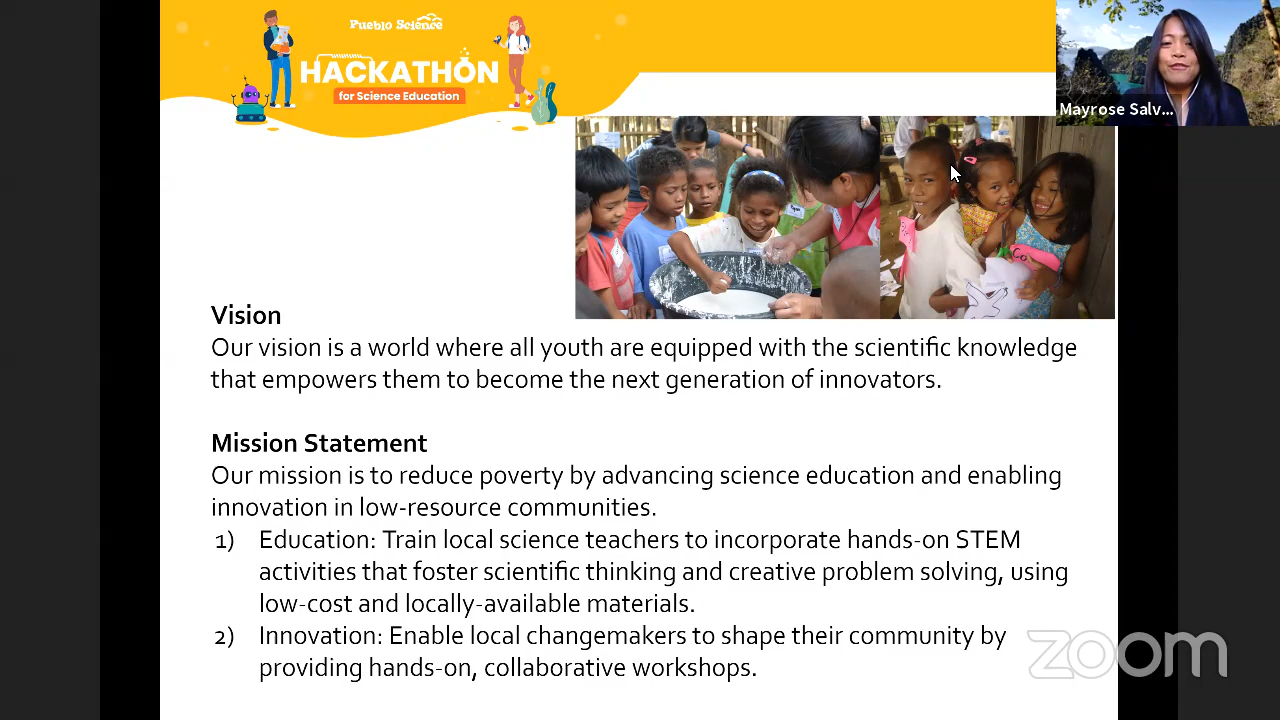 Pueblo Science
HACKATHON
for Science Education
Mayrose Salv...
Vision
Our vision is a world where all youth are equipped with the scientific knowledge
that empowers them to become the next generation of innovators.
Mission Statement
Our mission is to reduce poverty by advancing science education and enabling
innovation in low-resource communities.
1) Education: Train local science teachers to incorporate hands-on STEM
activities that foster scientific thinking and creative problem solving, using
low-cost and locally-available materials.
2) Innovation: Enable local changemakers to shape their community by
providing hands-on, collaborative workshops.
zoom